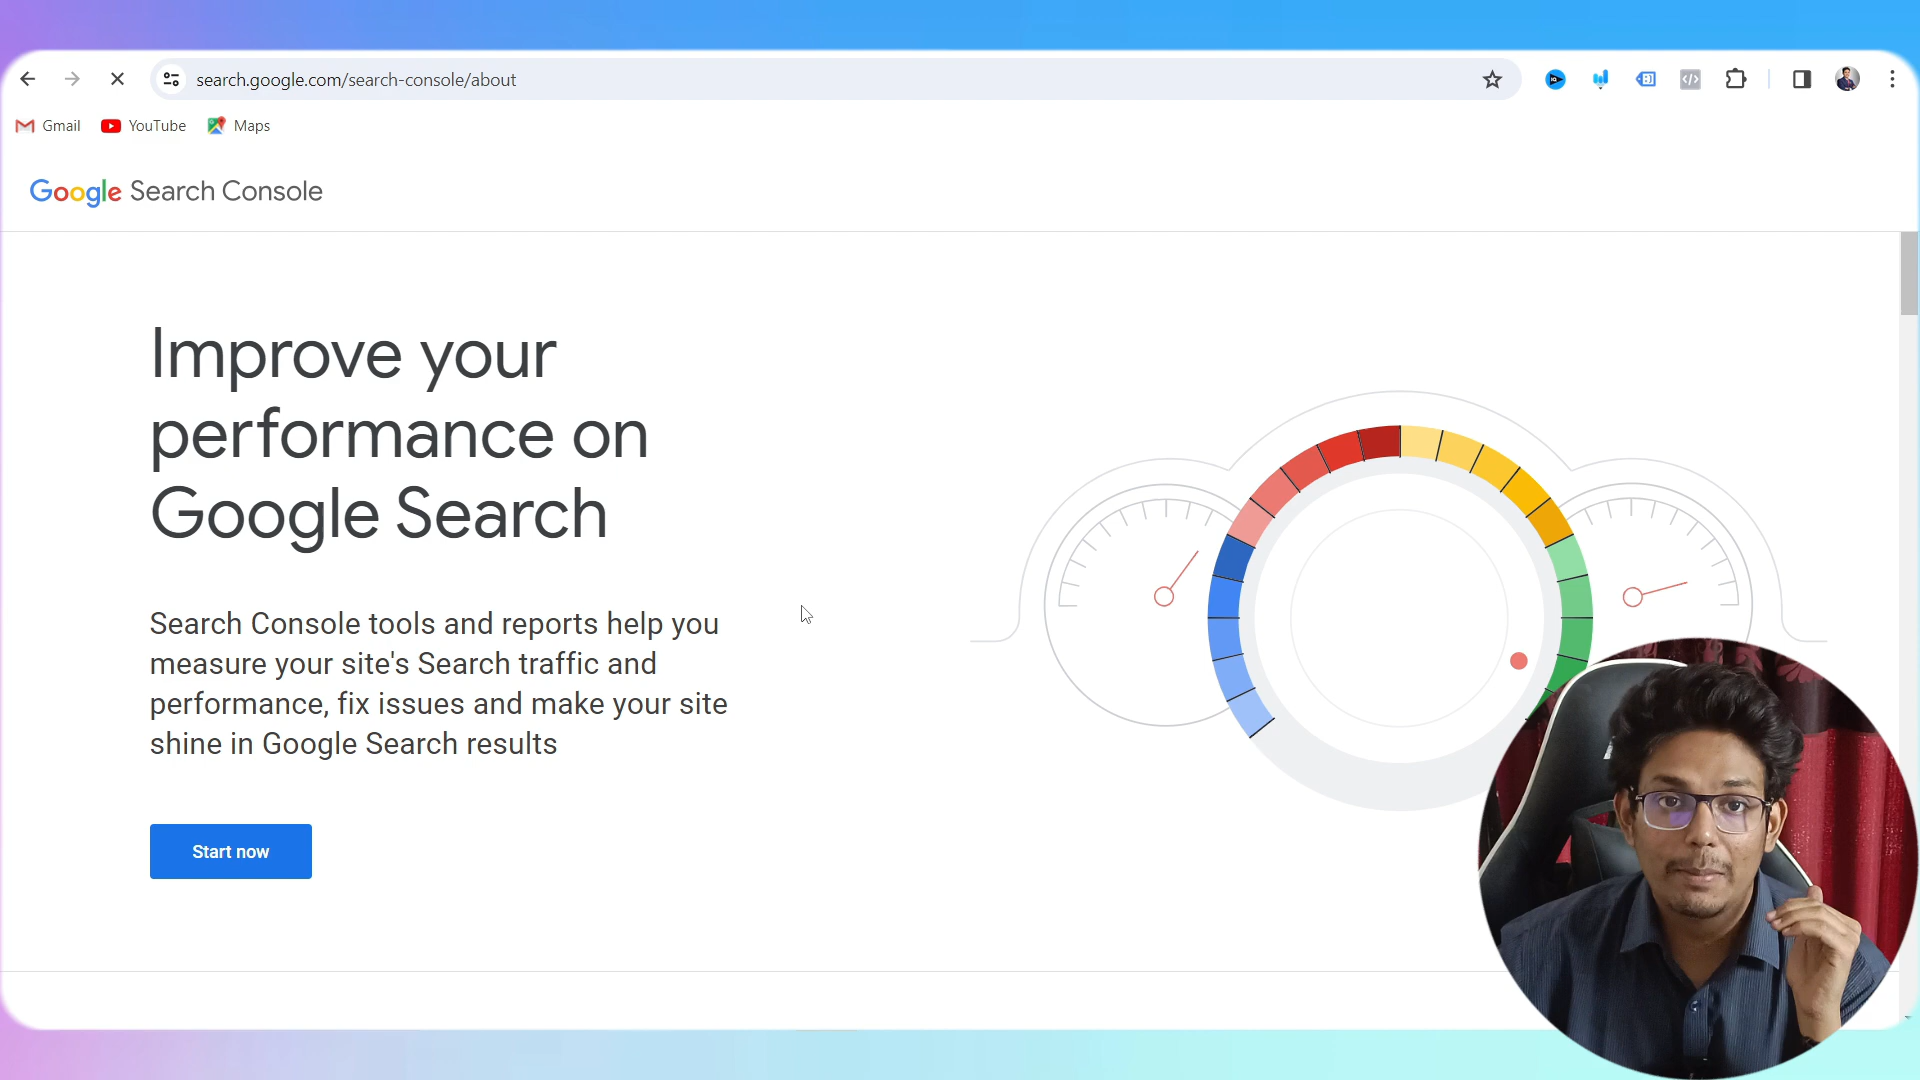 search.google.com/search-console/about
Gmail YouTube Maps
Google Search Console
Improve your
performance on
Google Search
Search Console tools and reports help you
measure your site's Search traffic and
performance, fix issues and make your site
shine in Google Search results
Start now